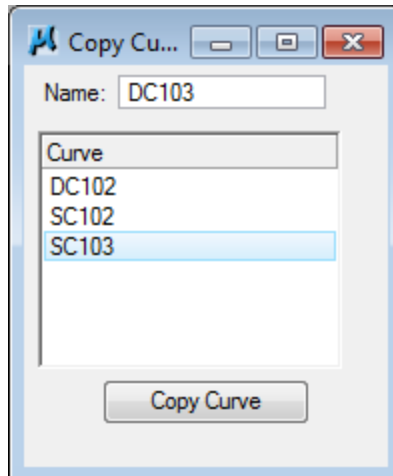 Copy Cu...
Name: DC103
Curve
DC102
SC102
SC103
Copy Curve